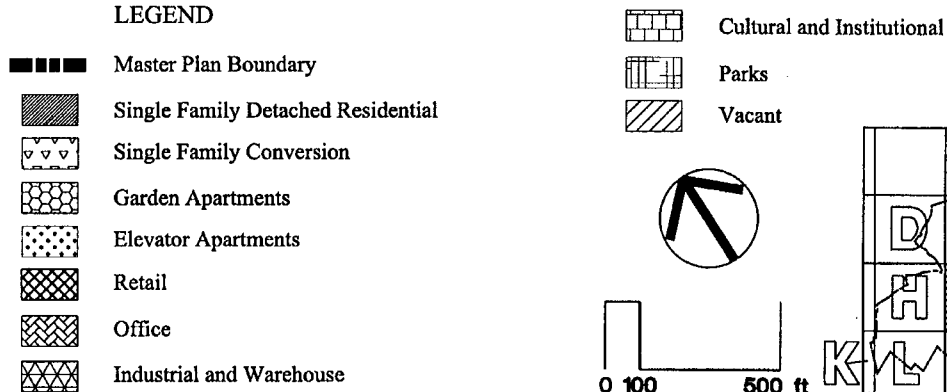 LEGEND
Master Plan Boundary
Single Family Detached Residential
Single Family Conversion
Garden Apartments
Elevator Apartments
Retail
Office
Industrial and Warehouse
Cultural and Institutional
Parks
Vacant
0 100 500 ft
D
H
K L